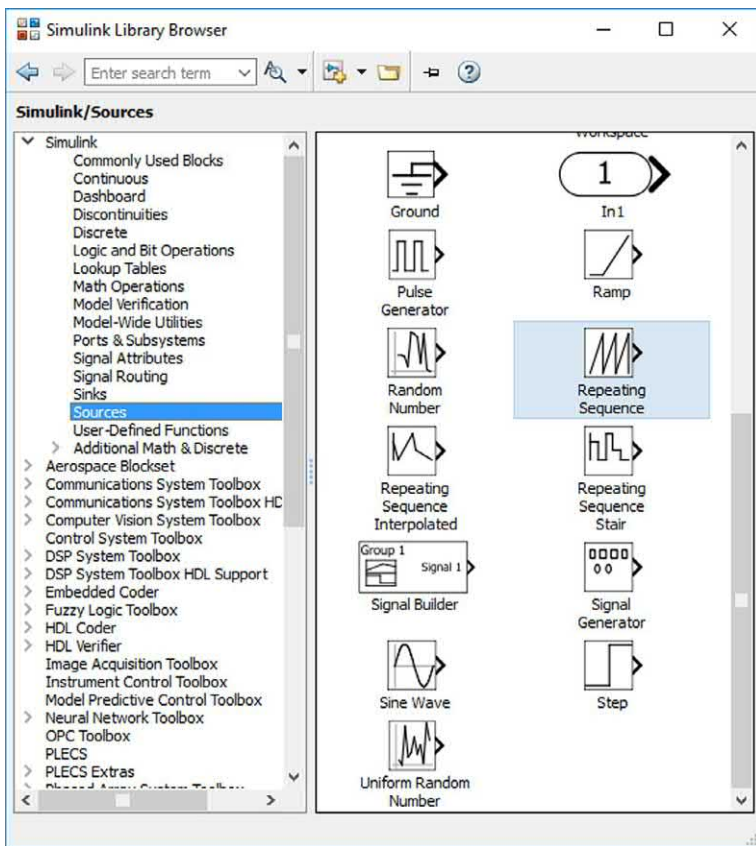 Simulink Library Browser
Enter search term
Simulink/Sources
Simulink
Commonly Used Blocks
Continuous
Dashboard
Discontinuities
Discrete
Logic and Bit Operations
Lookup Tables
Math Operations
Model Verification
Model-Wide Utilities
Ports & Subsystems
Signal Attributes
Signal Routing
Sinks
Sources
User-Defined Functions
Additional Math & Discrete
Aerospace Blockset
Communications System Toolbox
Communications System Toolbox HD
Computer Vision System Toolbox
Control System Toolbox
DSP System Toolbox
DSP System Toolbox HDL Support
Embedded Coder
Fuzzy Logic Toolbox
HDL Coder
HDL Verifier
Image Acquisition Toolbox
Instrument Control Toolbox
Model Predictive Control Toolbox
Neural Network Toolbox
OPC Toolbox
PLECS
PLECS Extras
Phased Array System Toolbox
Workspace
Ground
1
In1
Pulse
Generator
Ramp
Random
Number
Repeating
Sequence
Repeating
Sequence
Interpolated
Repeating
Sequence
Stair
Group 1
Signal 1
Signal Builder
Signal
Generator
Sine Wave
Step
Uniform Random
Number